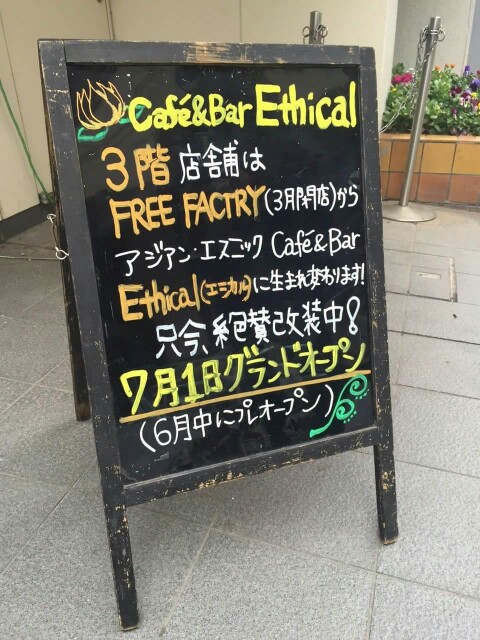 Café&Bar Ethical
3階店舗は
FREE FACTRY(3月閉店)から
アジアン・エスニック Café&Bar
Ethical(エシカル)に生まれ変わります!
只今、絶賛改装中!
7月1日グランドオープン
(6月中にプレオープン)